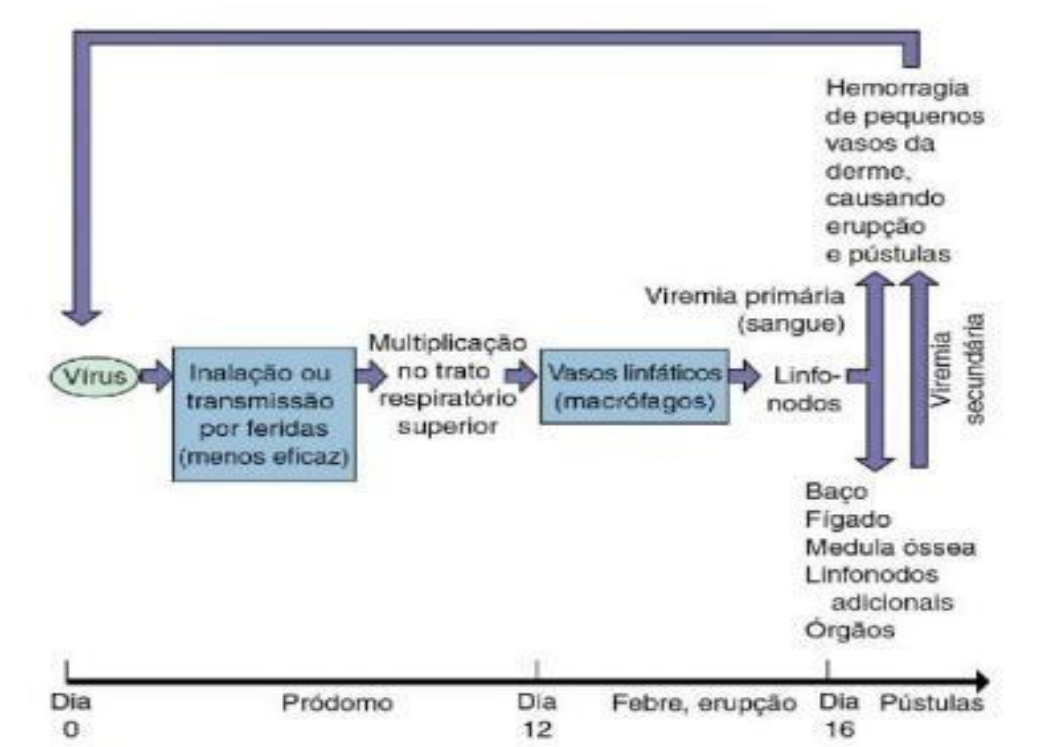 Hemorragia
de pequenos
vasos da
derme,
causando
erupção
e pústulas
Viremia primária
(sangue)
Viremia
secundária
Vírus
Inalação ou
transmissão
por feridas
(menos eficaz)
Multiplicação
no trato
respiratório
superior
Vasos linfáticos
(macrófagos)
Linfo-
nodos
Baço
Fígado
Medula óssea
Linfonodos
adicionais
Órgãos
Dia
0
Pródomo
Dia
12
Febre, erupção
Dia
16
Pústulas